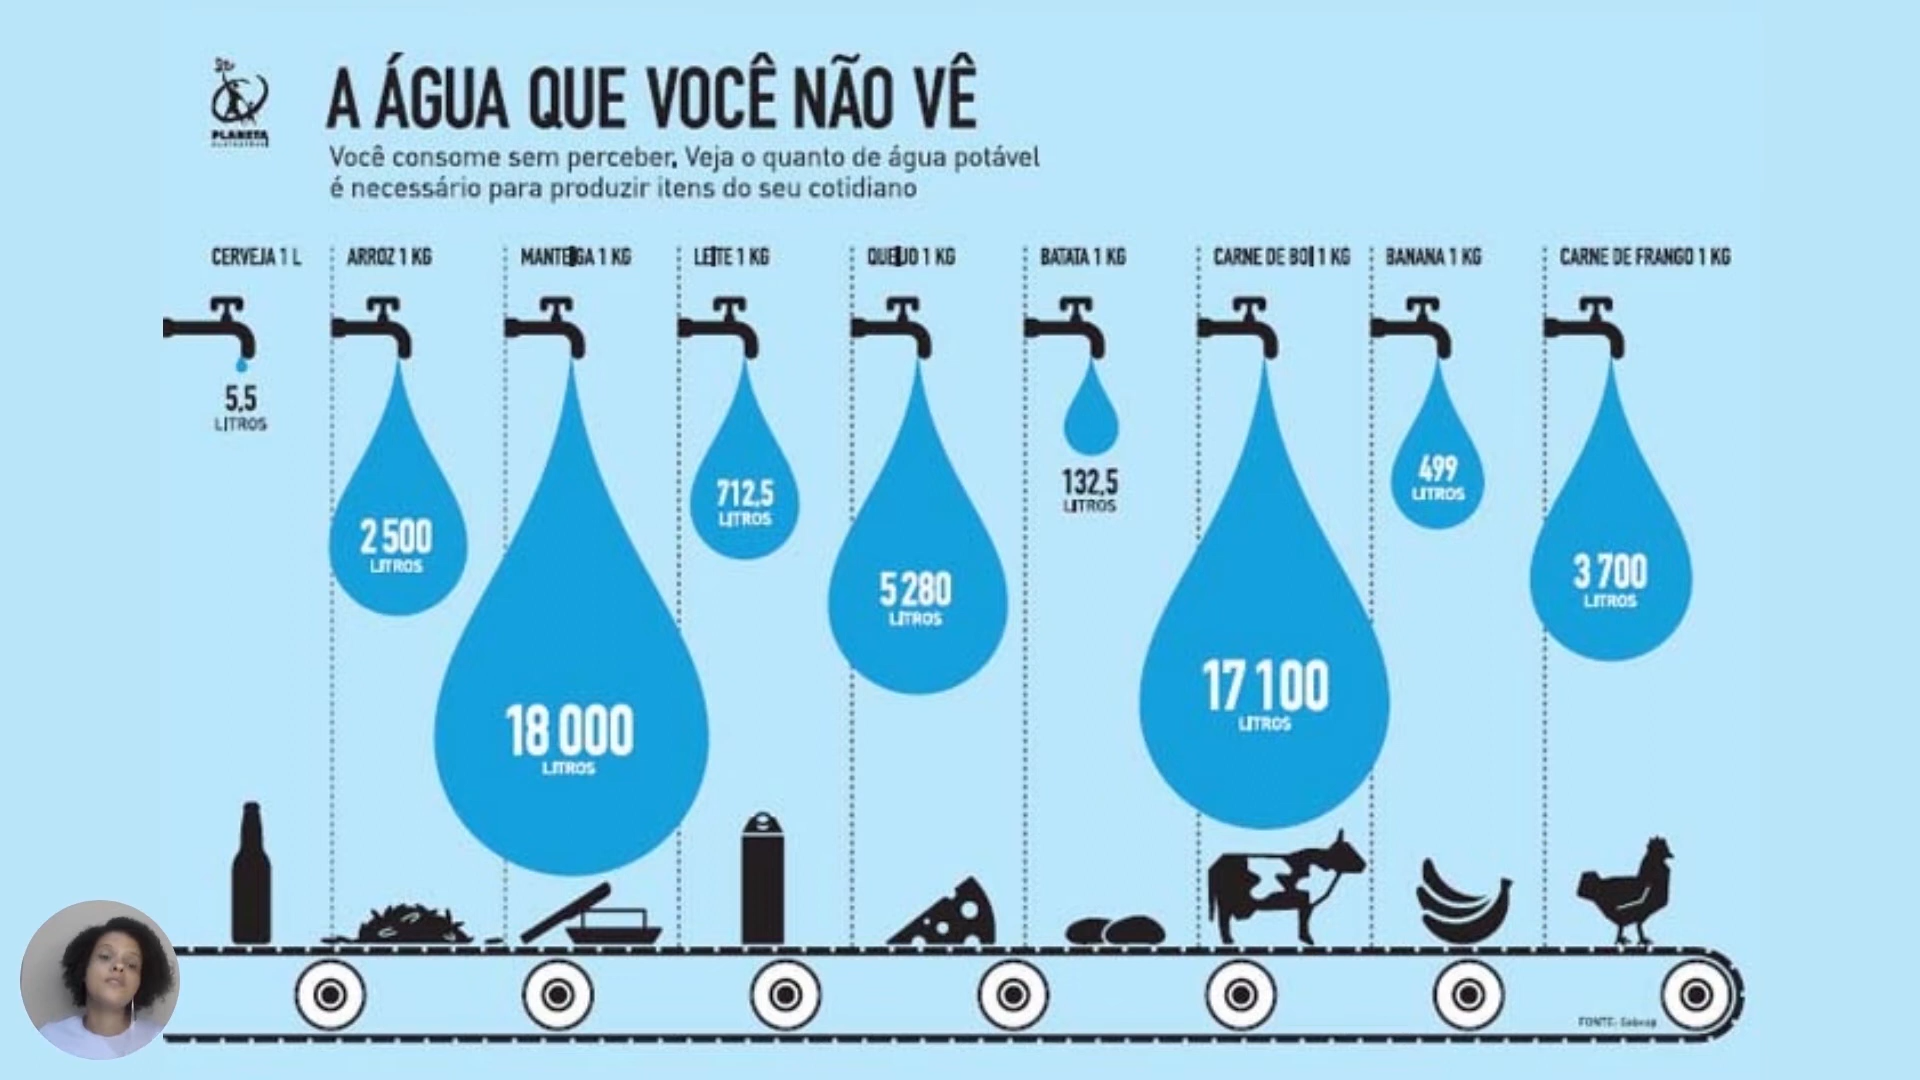 PLANETA
A ÁGUA QUE VOCÊ NÃO VÊ
Você consome sem perceber. Veja o quanto de água potável
é necessário para produzir itens do seu cotidiano
CERVEJA 1 L
ARROZ 1 KG
MANTEIGA 1 KG
LEITE 1 KG
QUEIJO 1 KG
BATATA 1 KG
CARNE DE BOI 1 KG
BANANA 1 KG
CARNE DE FRANGO 1 KG
5,5
LITROS
2 500
LITROS
18 000
LITROS
712,5
LITROS
5 280
LITROS
132,5
LITROS
17 100
LITROS
499
LITROS
3 700
LITROS
FONTE: Sabesp